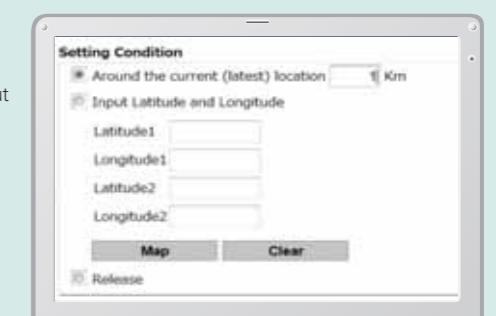 Setting Condition
Around the current (latest) location 1 Km
Input Latitude and Longitude
Latitude1
Longitude1
Latitude2
Longitude2
Map Clear
Release